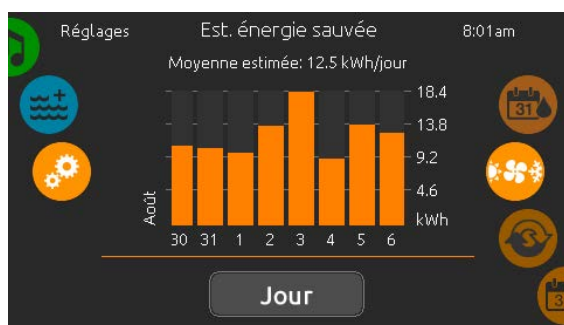 Réglages Est. énergie sauvée 8:01am
Moyenne estimée: 12.5 kWh/jour
18.4
13.8
9.2
4.6
kWh
Août
30 31 1 2 3 4 5 6
Jour
31
S
3